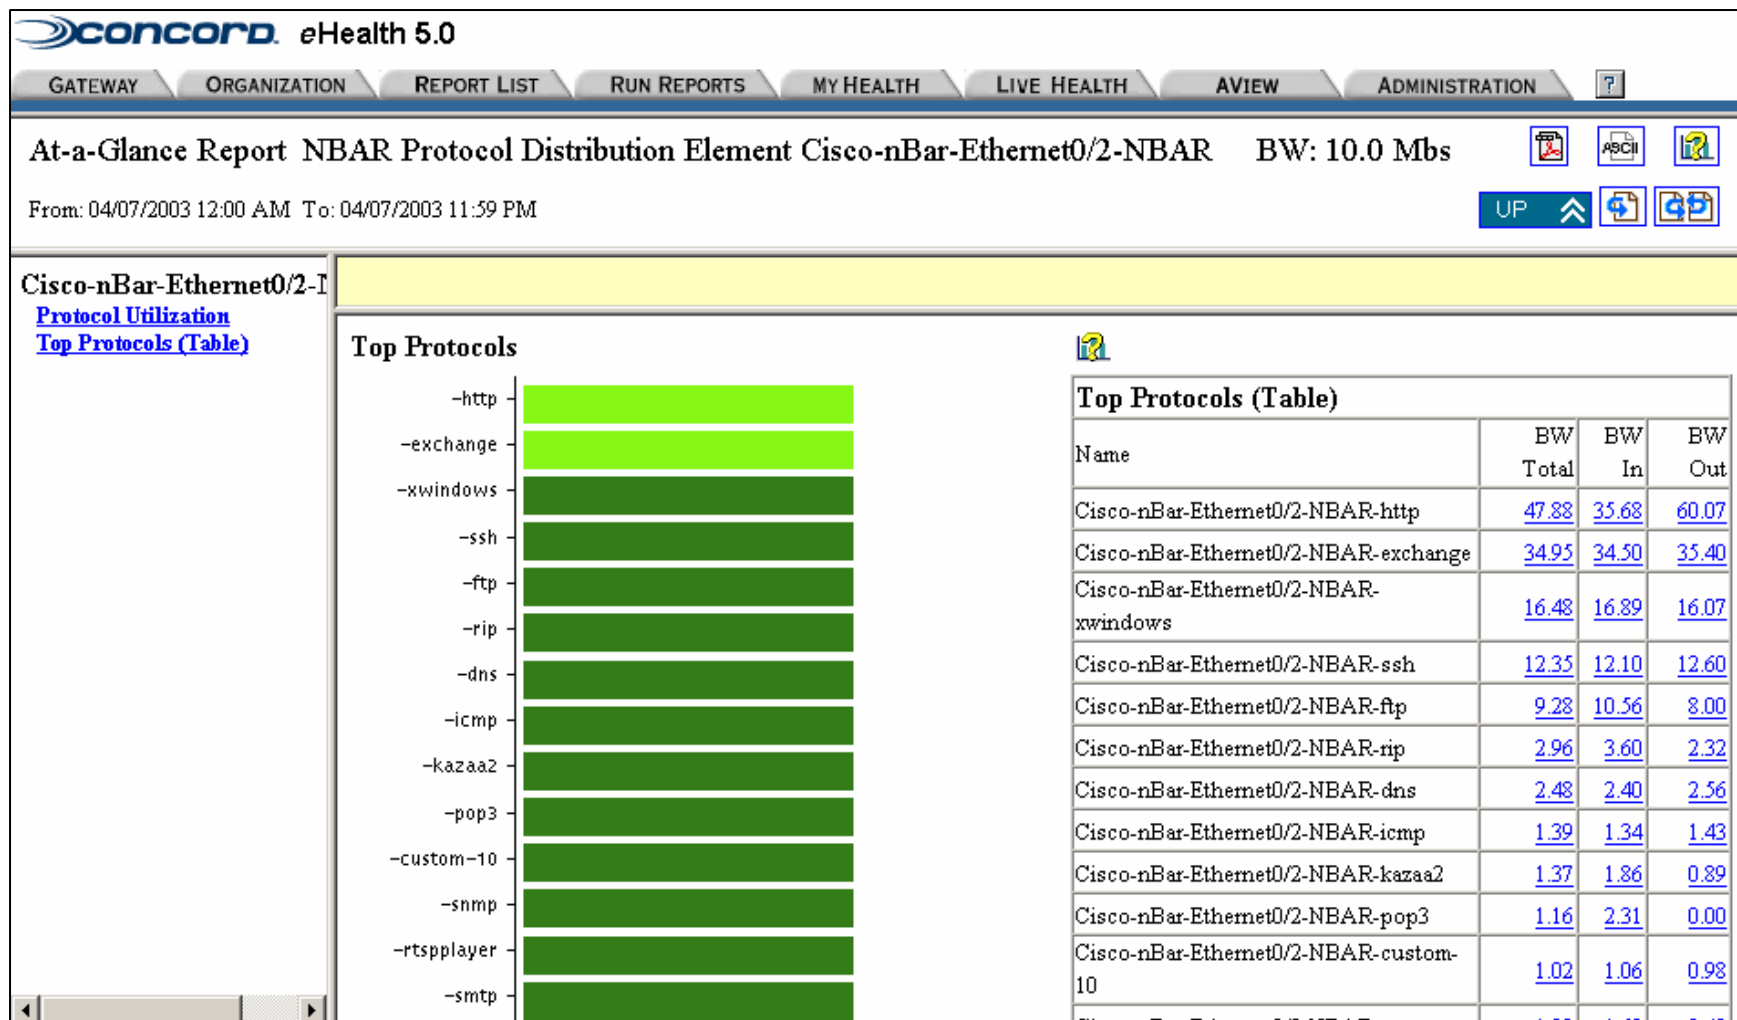 concord. eHealth 5.0
GATEWAY ORGANIZATION REPORT LIST RUN REPORTS MY HEALTH LIVE HEALTH AVIEW ADMINISTRATION ?
At-a-Glance Report NBAR Protocol Distribution Element Cisco-nBar-Ethernet0/2-NBAR BW: 10.0 Mbs
ASCII
From: 04/07/2003 12:00 AM To: 04/07/2003 11:59 PM
UP
Cisco-nBar-Ethernet0/2-N
Protocol Utilization
Top Protocols (Table)
Top Protocols
-http
-exchange
-xwindows
-ssh
-ftp
-rip
-dns
-icmp
-kazaa2
-pop3
-custom-10
-snmp
-rtspplayer
-smtp
Top Protocols (Table)
Name BW Total BW In BW Out
Cisco-nBar-Ethernet0/2-NBAR-http 47.88 35.68 60.07
Cisco-nBar-Ethernet0/2-NBAR-exchange 34.95 34.50 35.40
Cisco-nBar-Ethernet0/2-NBAR-
xwindows 16.48 16.89 16.07
Cisco-nBar-Ethernet0/2-NBAR-ssh 12.35 12.10 12.60
Cisco-nBar-Ethernet0/2-NBAR-ftp 9.28 10.56 8.00
Cisco-nBar-Ethernet0/2-NBAR-rip 2.96 3.60 2.32
Cisco-nBar-Ethernet0/2-NBAR-dns 2.48 2.40 2.56
Cisco-nBar-Ethernet0/2-NBAR-icmp 1.39 1.34 1.43
Cisco-nBar-Ethernet0/2-NBAR-kazaa2 1.37 1.86 0.89
Cisco-nBar-Ethernet0/2-NBAR-pop3 1.16 2.31 0.00
Cisco-nBar-Ethernet0/2-NBAR-custom-
10 1.02 1.06 0.98